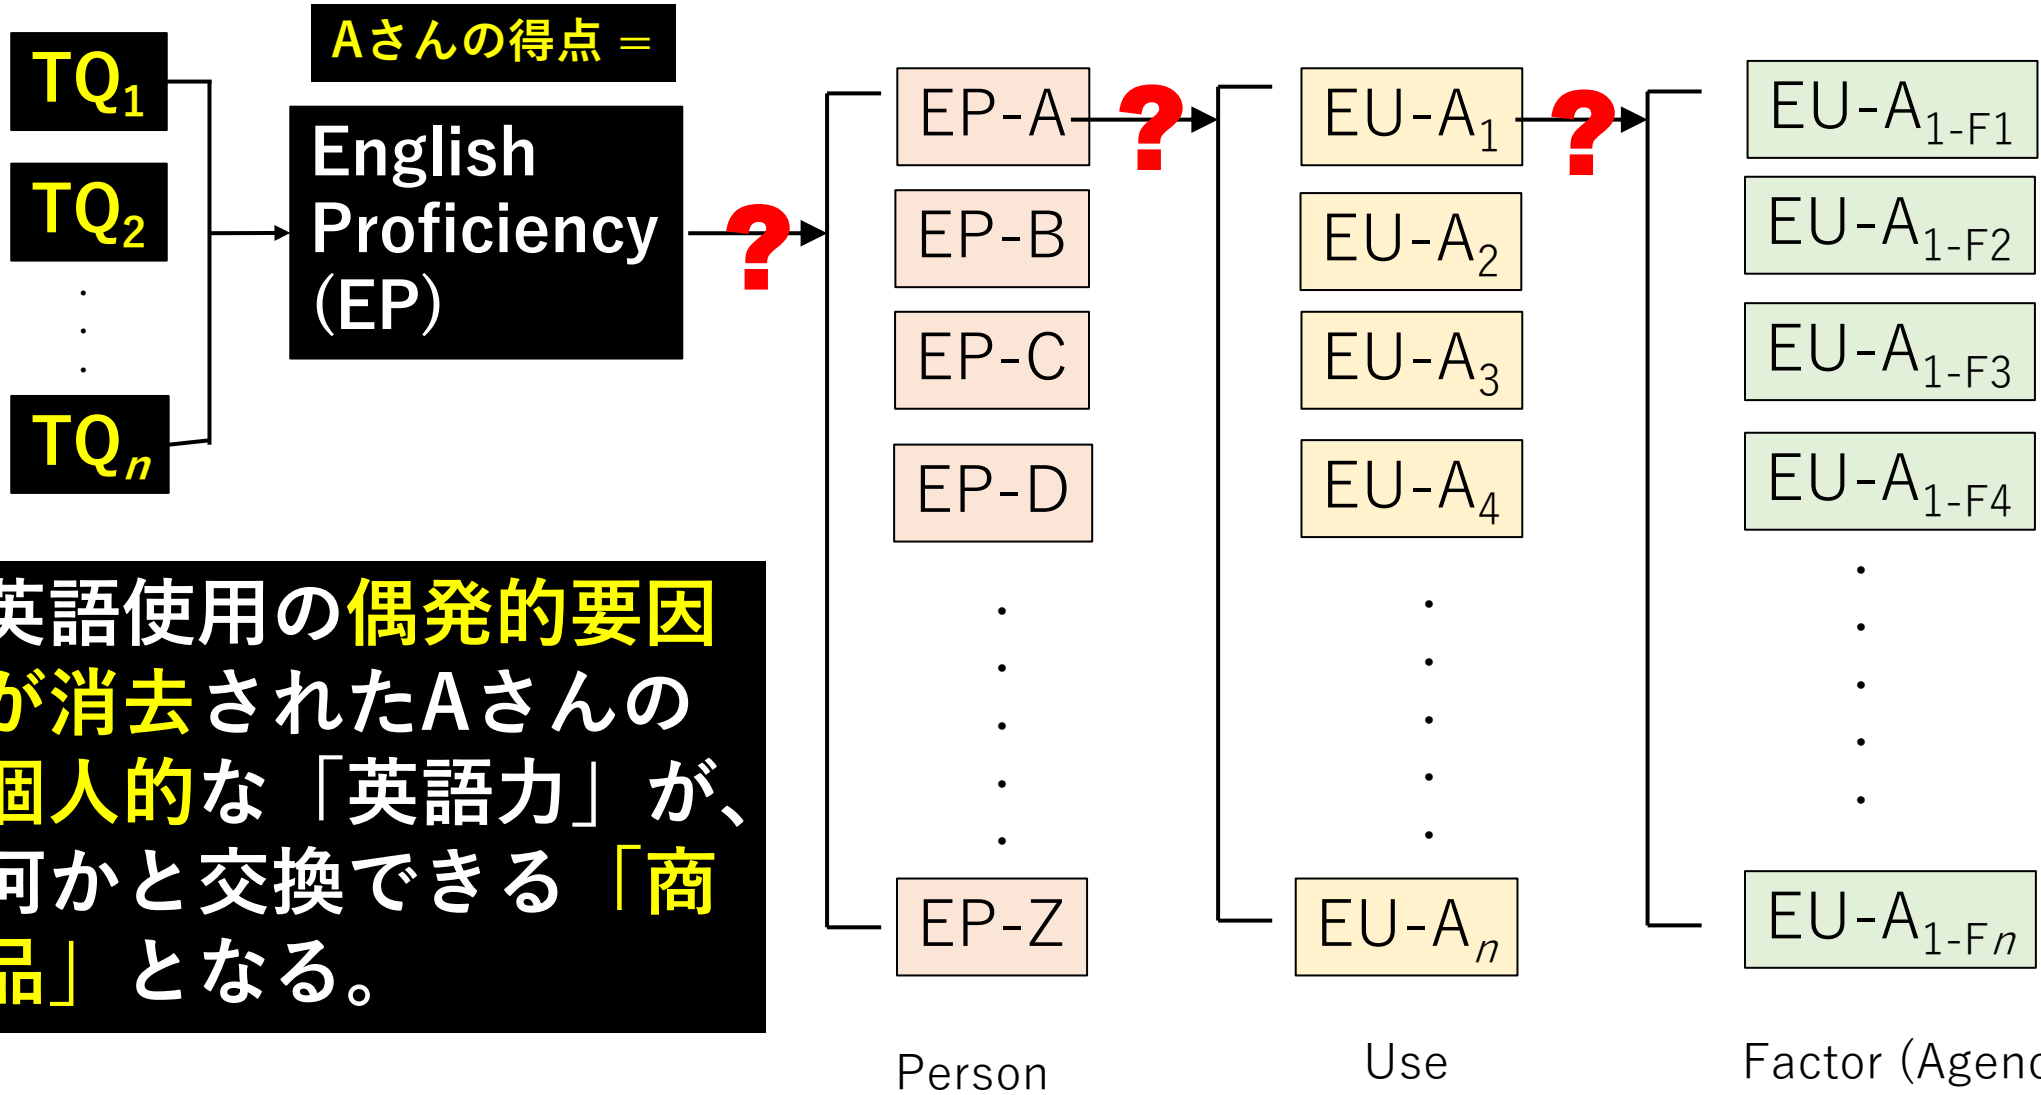 Aさんの得点 =
TQ1
TQ2
TQn
English
Proficiency
(EP)
?
EP-A
EP-B
EP-C
EP-D
EP-Z
Person
?
EU-A1
EU-A2
EU-A3
EU-A4
EU-An
Use
?
EU-A1-F1
EU-A1-F2
EU-A1-F3
EU-A1-F4
EU-A1-Fn
Factor (Agenc
英語使用の偶発的要因
が消去されたAさんの
個人的な「英語力」が、
何かと交換できる「商
品」となる。